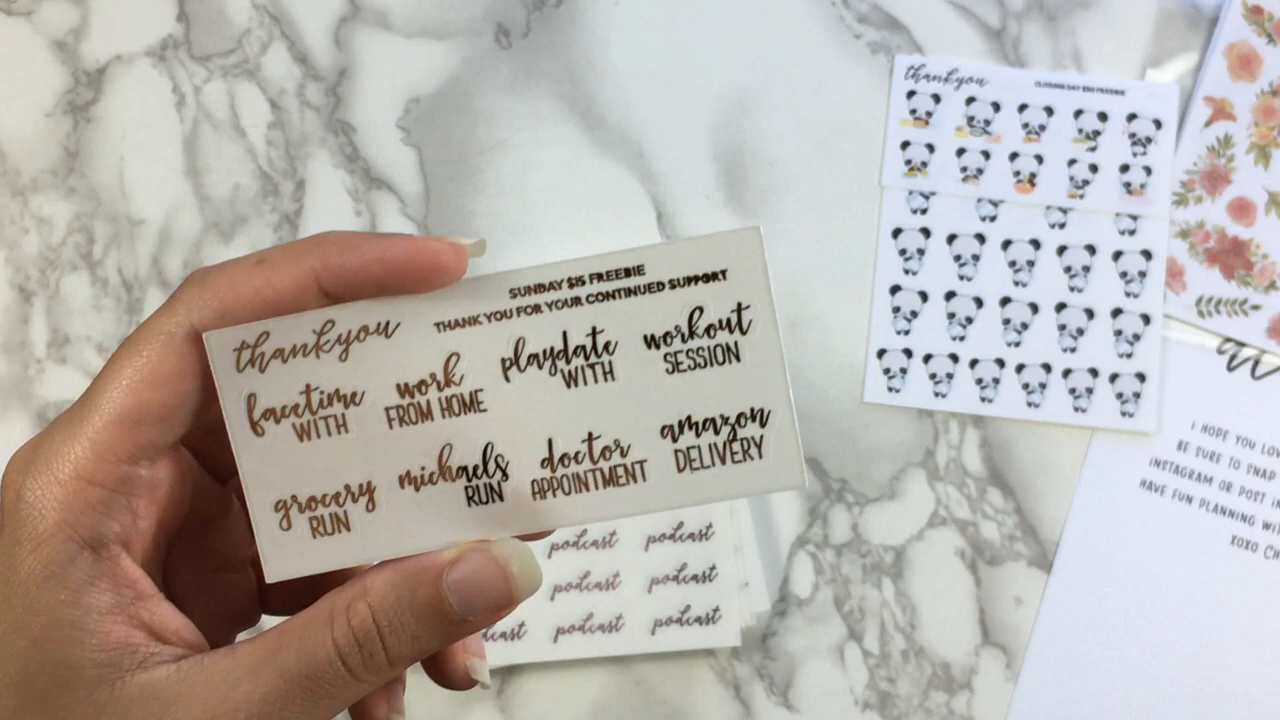 SUNDAY $15 FREEBIE
THANK YOU FOR YOUR CONTINUED SUPPORT
thankyou
facetime
WITH
work
FROM HOME
playdate
WITH
workout
SESSION
grocery
RUN
michaels
RUN
doctor
APPOINTMENT
amazon
DELIVERY
podcast podcast
podcast podcast
podcast podcast
thankyou
CLOSING DAY $30 FREEBIE
I HOPE YOU LOV
BE SURE TO SNAP
INSTAGRAM OR POST IN
HAVE FUN PLANNING WI
XOXO CH